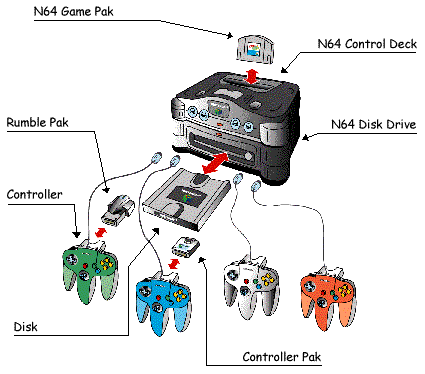 N64 Game Pak
N64 Control Deck
Rumble Pak
N64 Disk Drive
Controller
Disk
Controller Pak